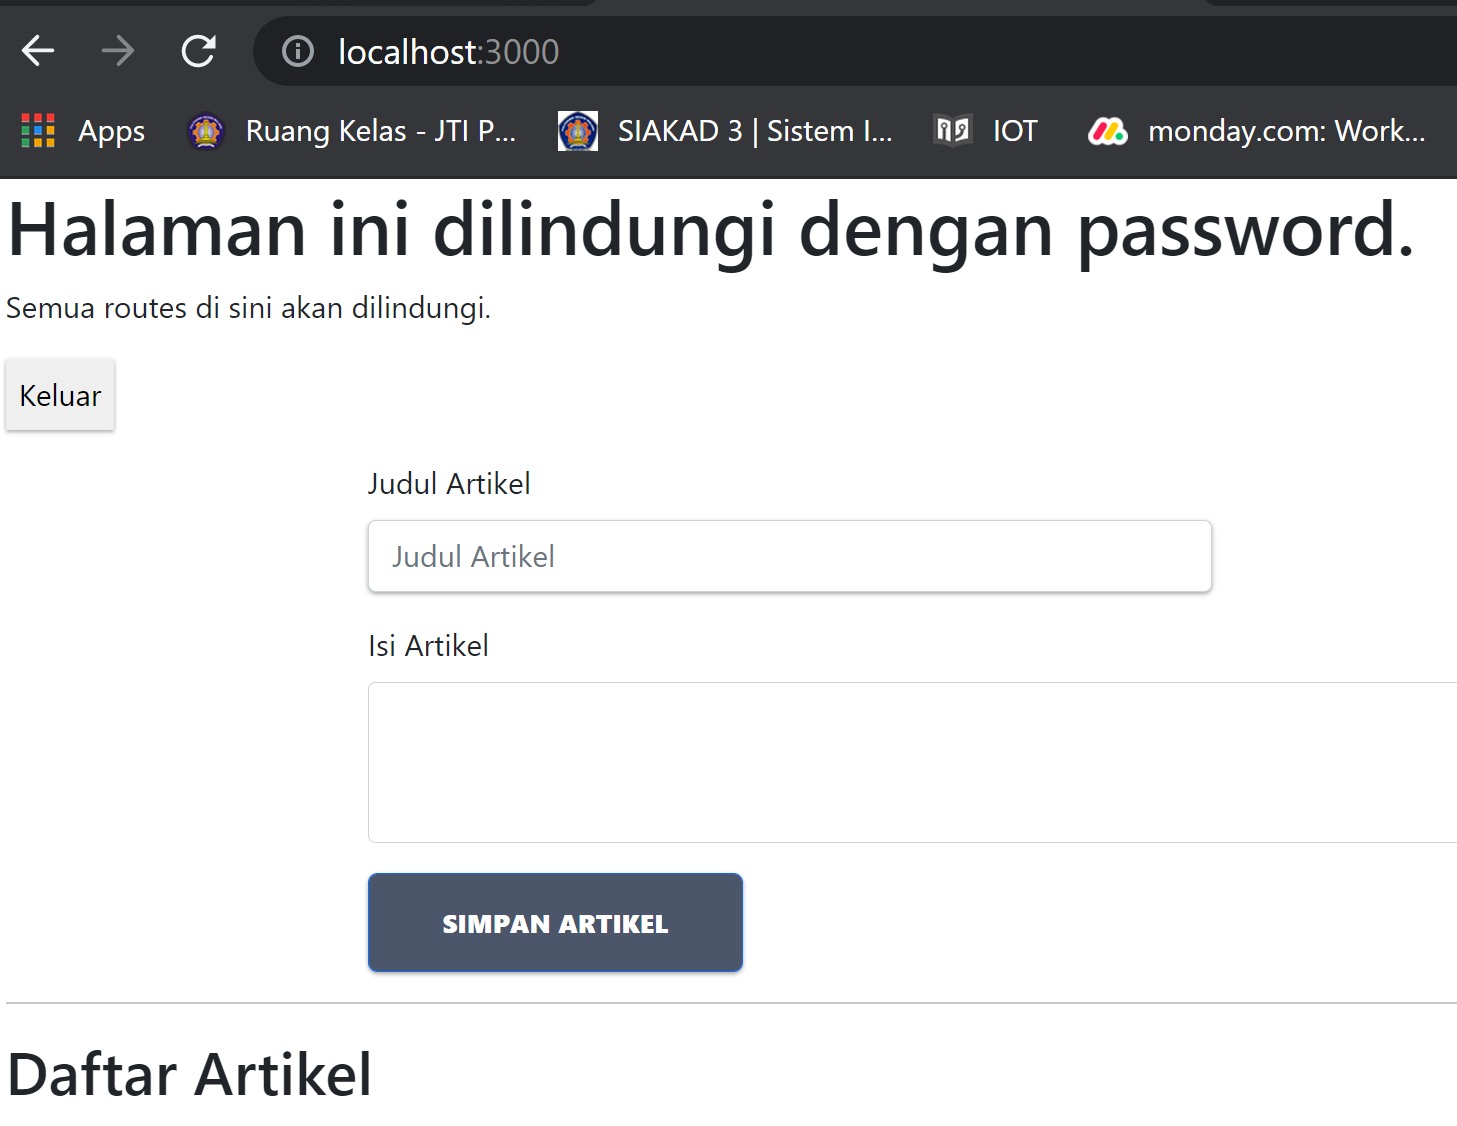 localhost:3000
Apps Ruang Kelas - JTI P... SIAKAD 3 | Sistem I... IOT monday.com: Work...
Halaman ini dilindungi dengan password.
Semua routes di sini akan dilindungi.
Keluar
Judul Artikel
Judul Artikel
Isi Artikel
SIMPAN ARTIKEL
Daftar Artikel